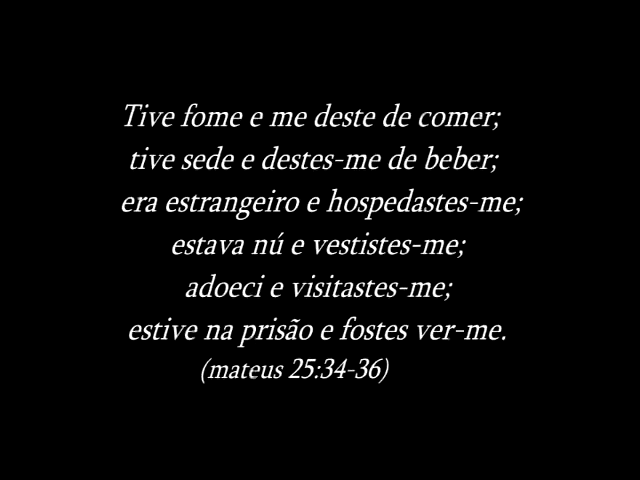 Tive fome e me deste de comer;
tive sede e destes-me de beber;
era estrangeiro e hospedastes-me;
estava nú e vestistes-me;
adoeci e visitastes-me;
estive na prisão e fostes ver-me.
(mateus 25:34-36)